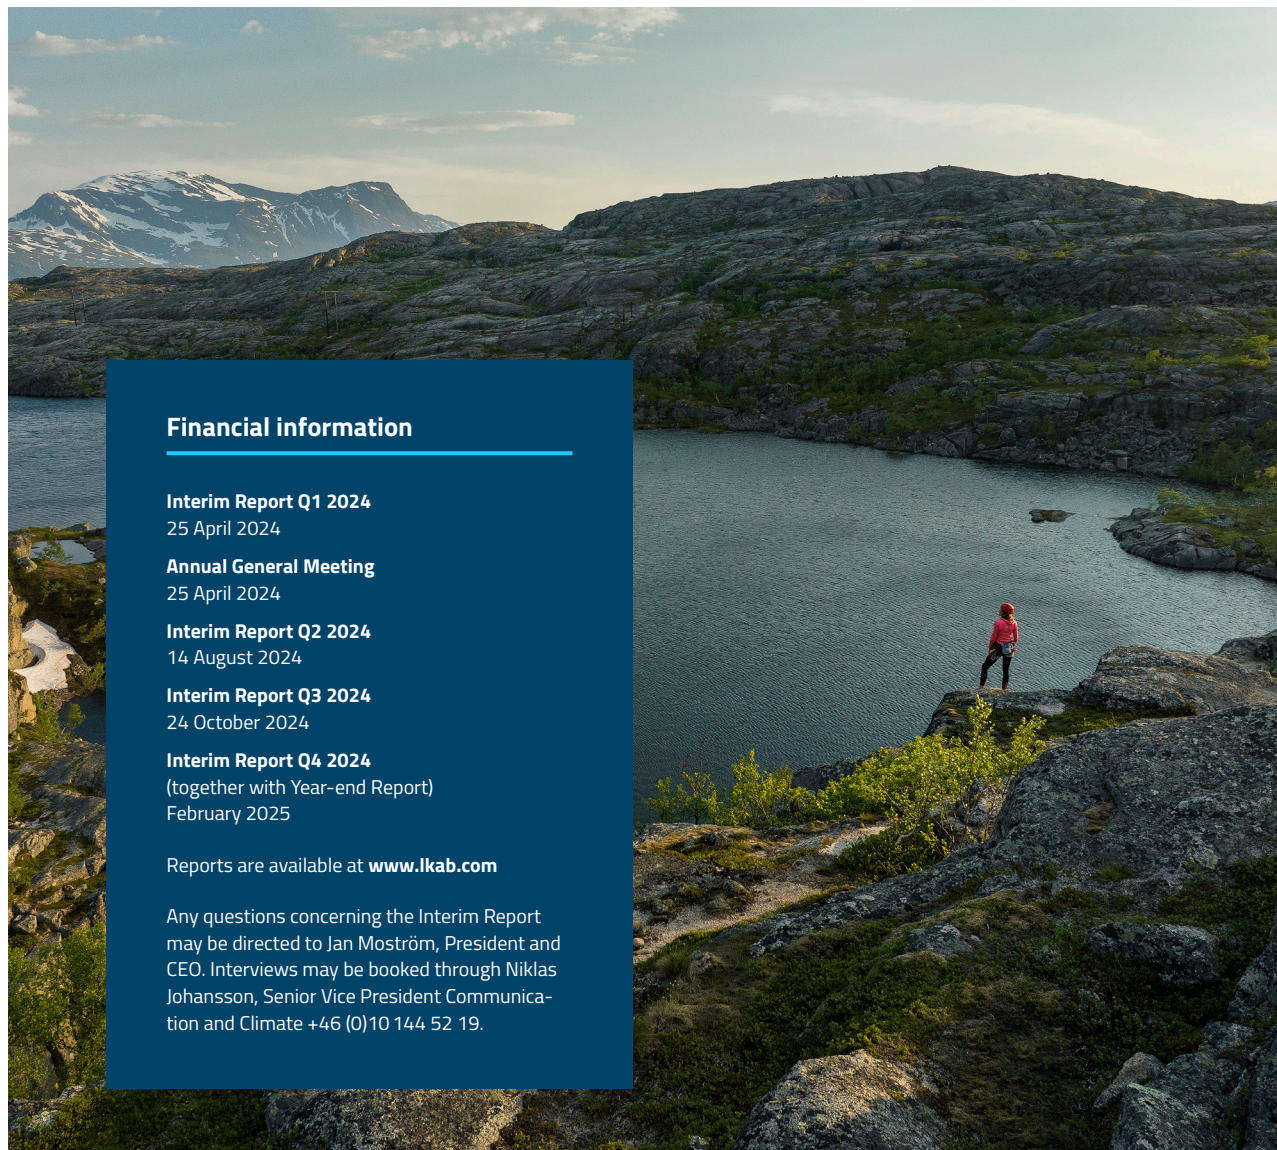 Financial information
Interim Report Q1 2024
25 April 2024
Annual General Meeting
25 April 2024
Interim Report Q2 2024
14 August 2024
Interim Report Q3 2024
24 October 2024
Interim Report Q4 2024
(together with Year-end Report)
February 2025
Reports are available at www.lkab.com
Any questions concerning the Interim Report
may be directed to Jan Moström, President and
CEO. Interviews may be booked through Niklas
Johansson, Senior Vice President Communica-
tion and Climate +46 (0)10 144 52 19.